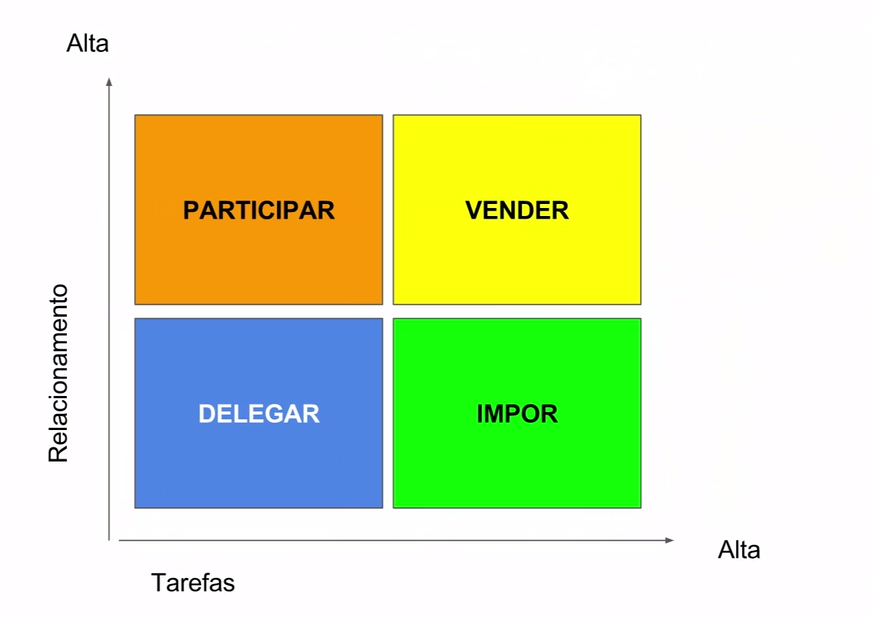 Alta
PARTICIPAR
VENDER
Relacionamento
DELEGAR
IMPOR
Alta
Tarefas